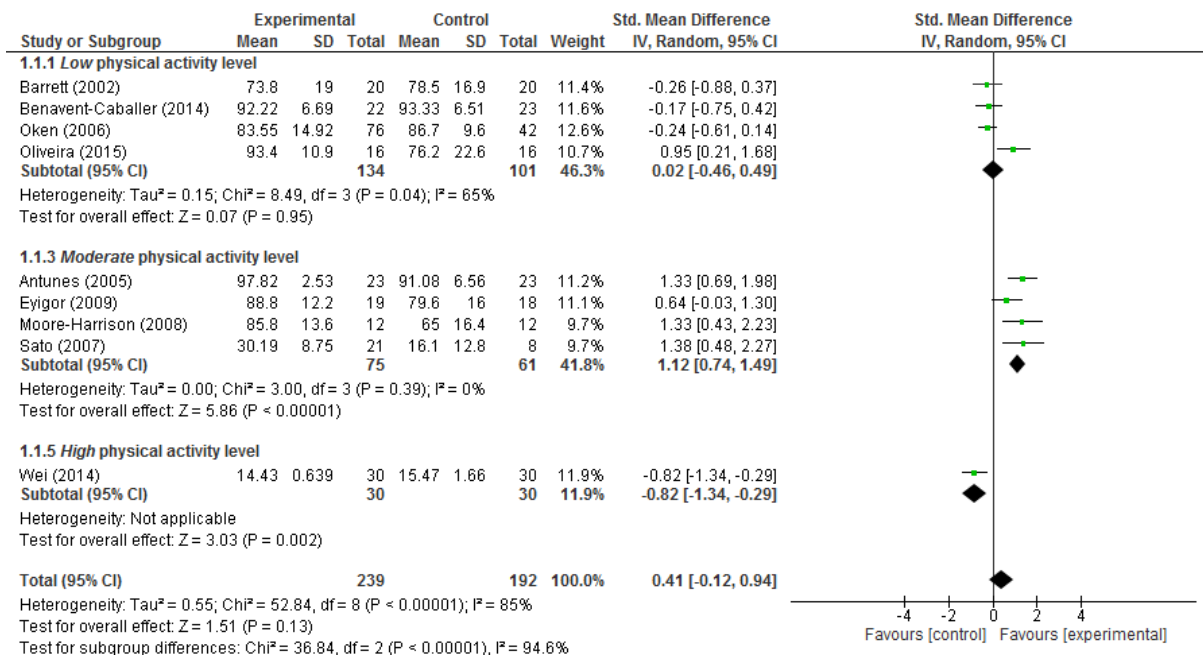 Experimental Control Std. Mean Difference Std. Mean Difference
Study or Subgroup Mean SD Total Mean SD Total Weight IV, Random, 95% CI IV, Random, 95% CI
1.1.1 Low physical activity level
Barrett (2002) 73.8 19 20 78.5 16.9 20 11.4% -0.26 [-0.88, 0.37]
Benavent-Caballer (2014) 92.22 6.69 22 93.33 6.51 23 11.6% -0.17 [-0.75, 0.42]
Oken (2006) 83.55 14.92 76 86.7 9.6 42 12.6% -0.24 [-0.61, 0.14]
Oliveira (2015) 93.4 10.9 16 76.2 22.6 16 10.7% 0.95 [0.21, 1.68]
Subtotal (95% CI) 134 101 46.3% 0.02 [-0.46, 0.49]
Heterogeneity: Tau² = 0.15; Chi² = 8.49, df = 3 (P = 0.04); I² = 65%
Test for overall effect: Z = 0.07 (P = 0.95)
1.1.3 Moderate physical activity level
Antunes (2005) 97.82 2.53 23 91.08 6.56 23 11.2% 1.33 [0.69, 1.98]
Eyigor (2009) 88.8 12.2 19 79.6 16 18 11.1% 0.64 [-0.03, 1.30]
Moore-Harrison (2008) 85.8 13.6 12 65 16.4 12 9.7% 1.33 [0.43, 2.23]
Sato (2007) 30.19 8.75 21 16.1 12.8 8 9.7% 1.38 [0.48, 2.27]
Subtotal (95% CI) 75 61 41.8% 1.12 [0.74, 1.49]
Heterogeneity: Tau² = 0.00; Chi² = 3.00, df = 3 (P = 0.39); I² = 0%
Test for overall effect: Z = 5.86 (P < 0.00001)
1.1.5 High physical activity level
Wei (2014) 14.43 0.639 30 15.47 1.66 30 11.9% -0.82 [-1.34, -0.29]
Subtotal (95% CI) 30 30 11.9% -0.82 [-1.34, -0.29]
Heterogeneity: Not applicable
Test for overall effect: Z = 3.03 (P = 0.002)
Total (95% CI) 239 192 100.0% 0.41 [-0.12, 0.94]
Heterogeneity: Tau² = 0.55; Chi² = 52.84, df = 8 (P < 0.00001); I² = 85%
Test for overall effect: Z = 1.51 (P = 0.13)
Test for subgroup differences: Chi² = 36.84, df = 2 (P < 0.00001), I² = 94.6%
-4 -2 0 2 4
Favours [control] Favours [experimental]